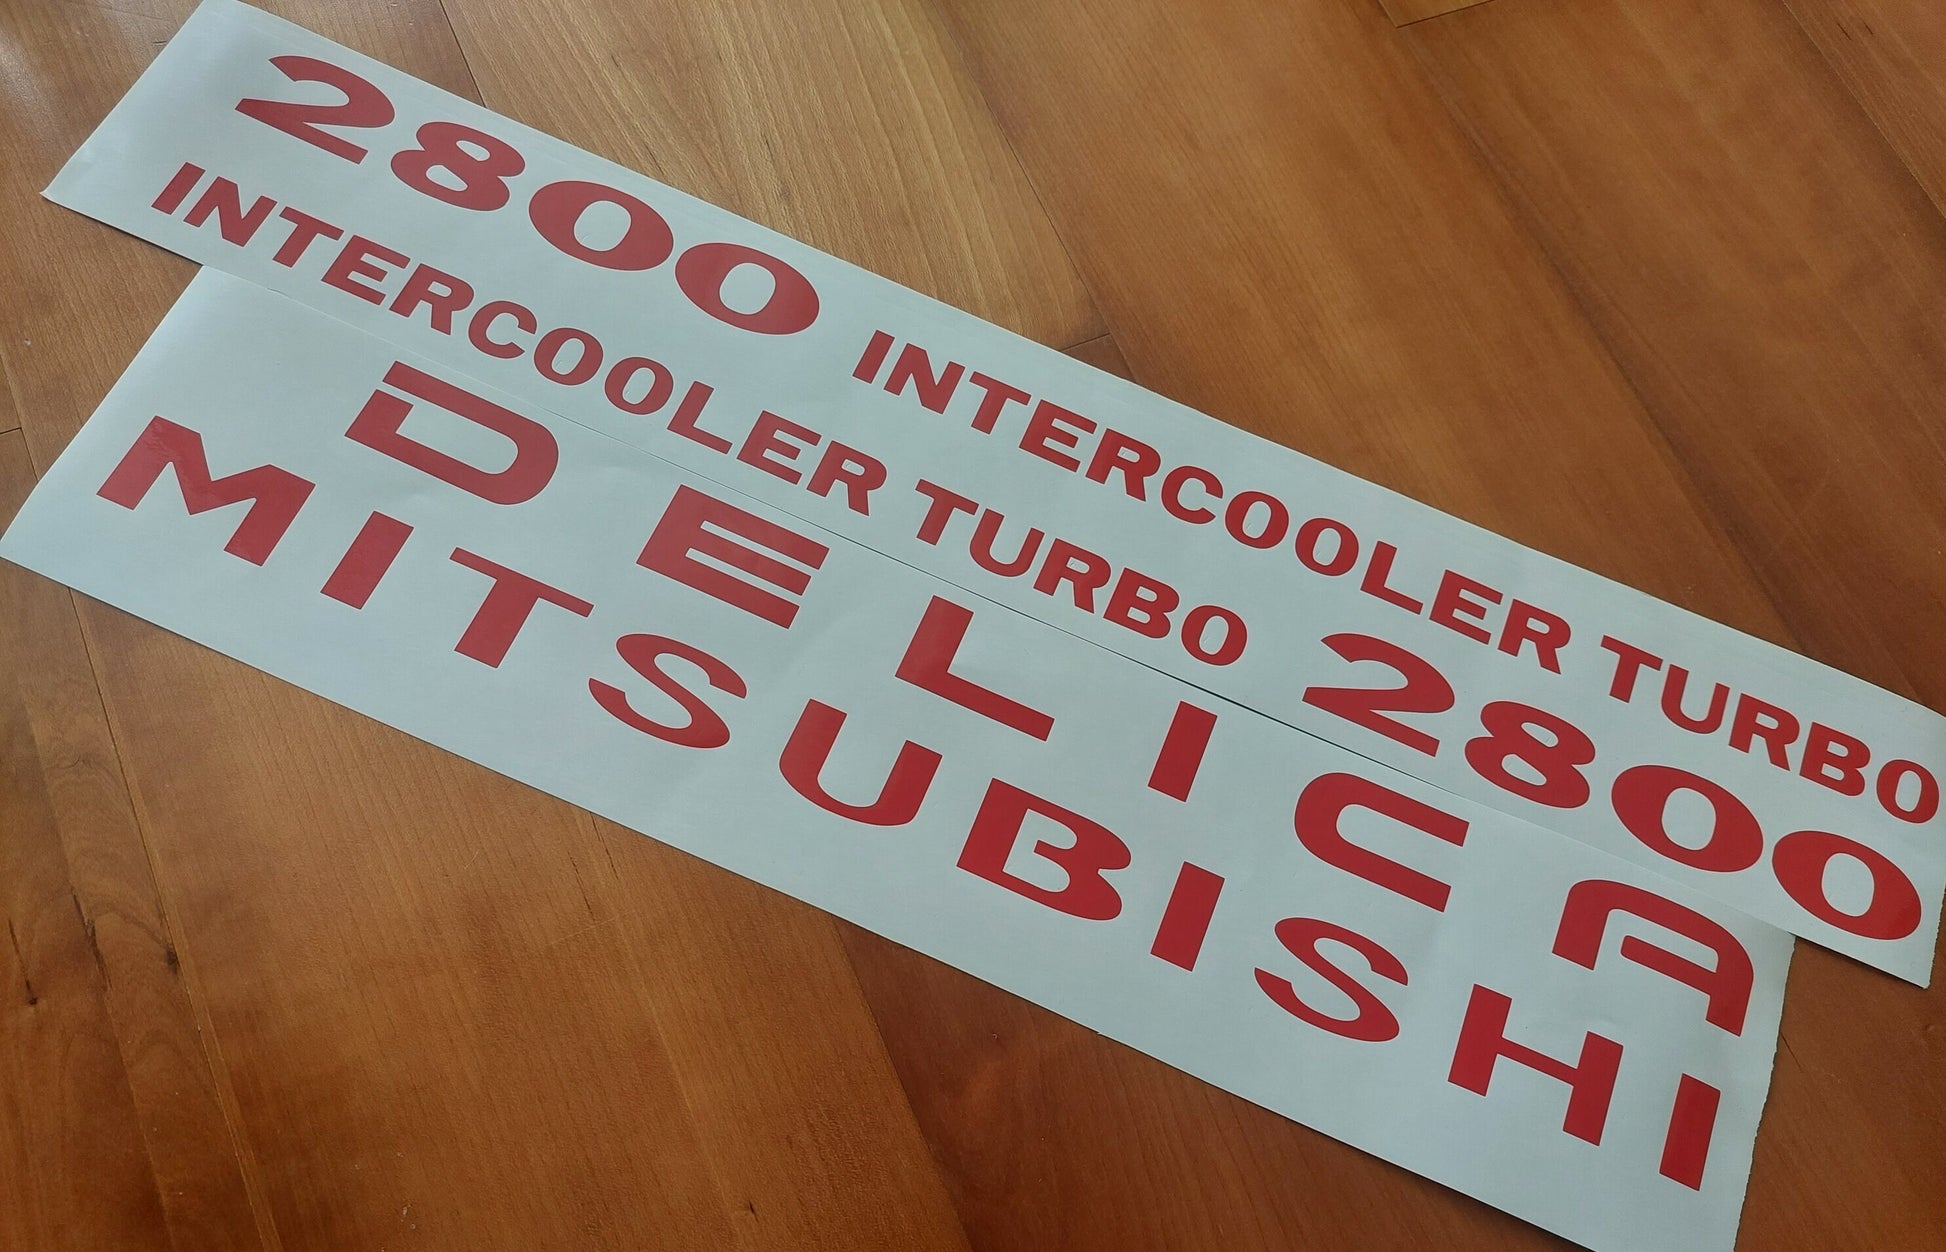 2800 INTERCOOLER TURBO
INTERCOOLER TURBO 2800
DELICA
MITSUBISHI